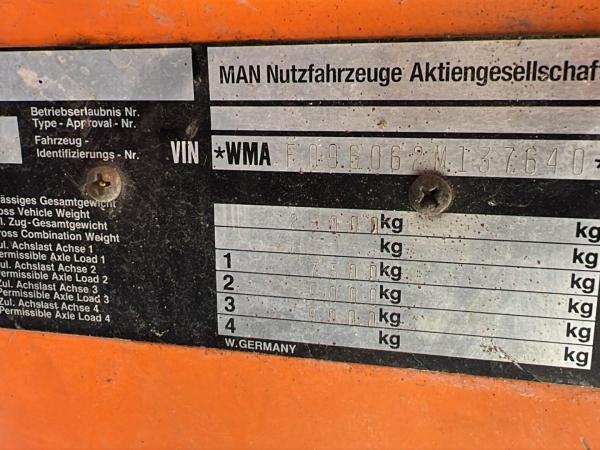 MAN Nutzfahrzeuge Aktiengesellschaf
Betriebserlaubnis Nr.
Type - Approval - Nr.
Fahrzeug -
Identifizierungs - Nr.
VIN
*WMA F09G062M137640*
lässiges Gesamtgewicht
oss Vehicle Weight
l. Zug-Gesamtgewicht
ross Combination Weight
ul. Achslast Achse 1
ermissible Axle Load 1
ul. Achslast Achse 2
ermissible Axle Load 2
Zul. Achslast Achse 3
Permissible Axle Load 3
Zul. Achslast Achse 4
Permissible Axle Load 4
kg kg
kg kg
1 kg kg
2 kg kg
3 kg kg
4 kg kg
W.GERMANY